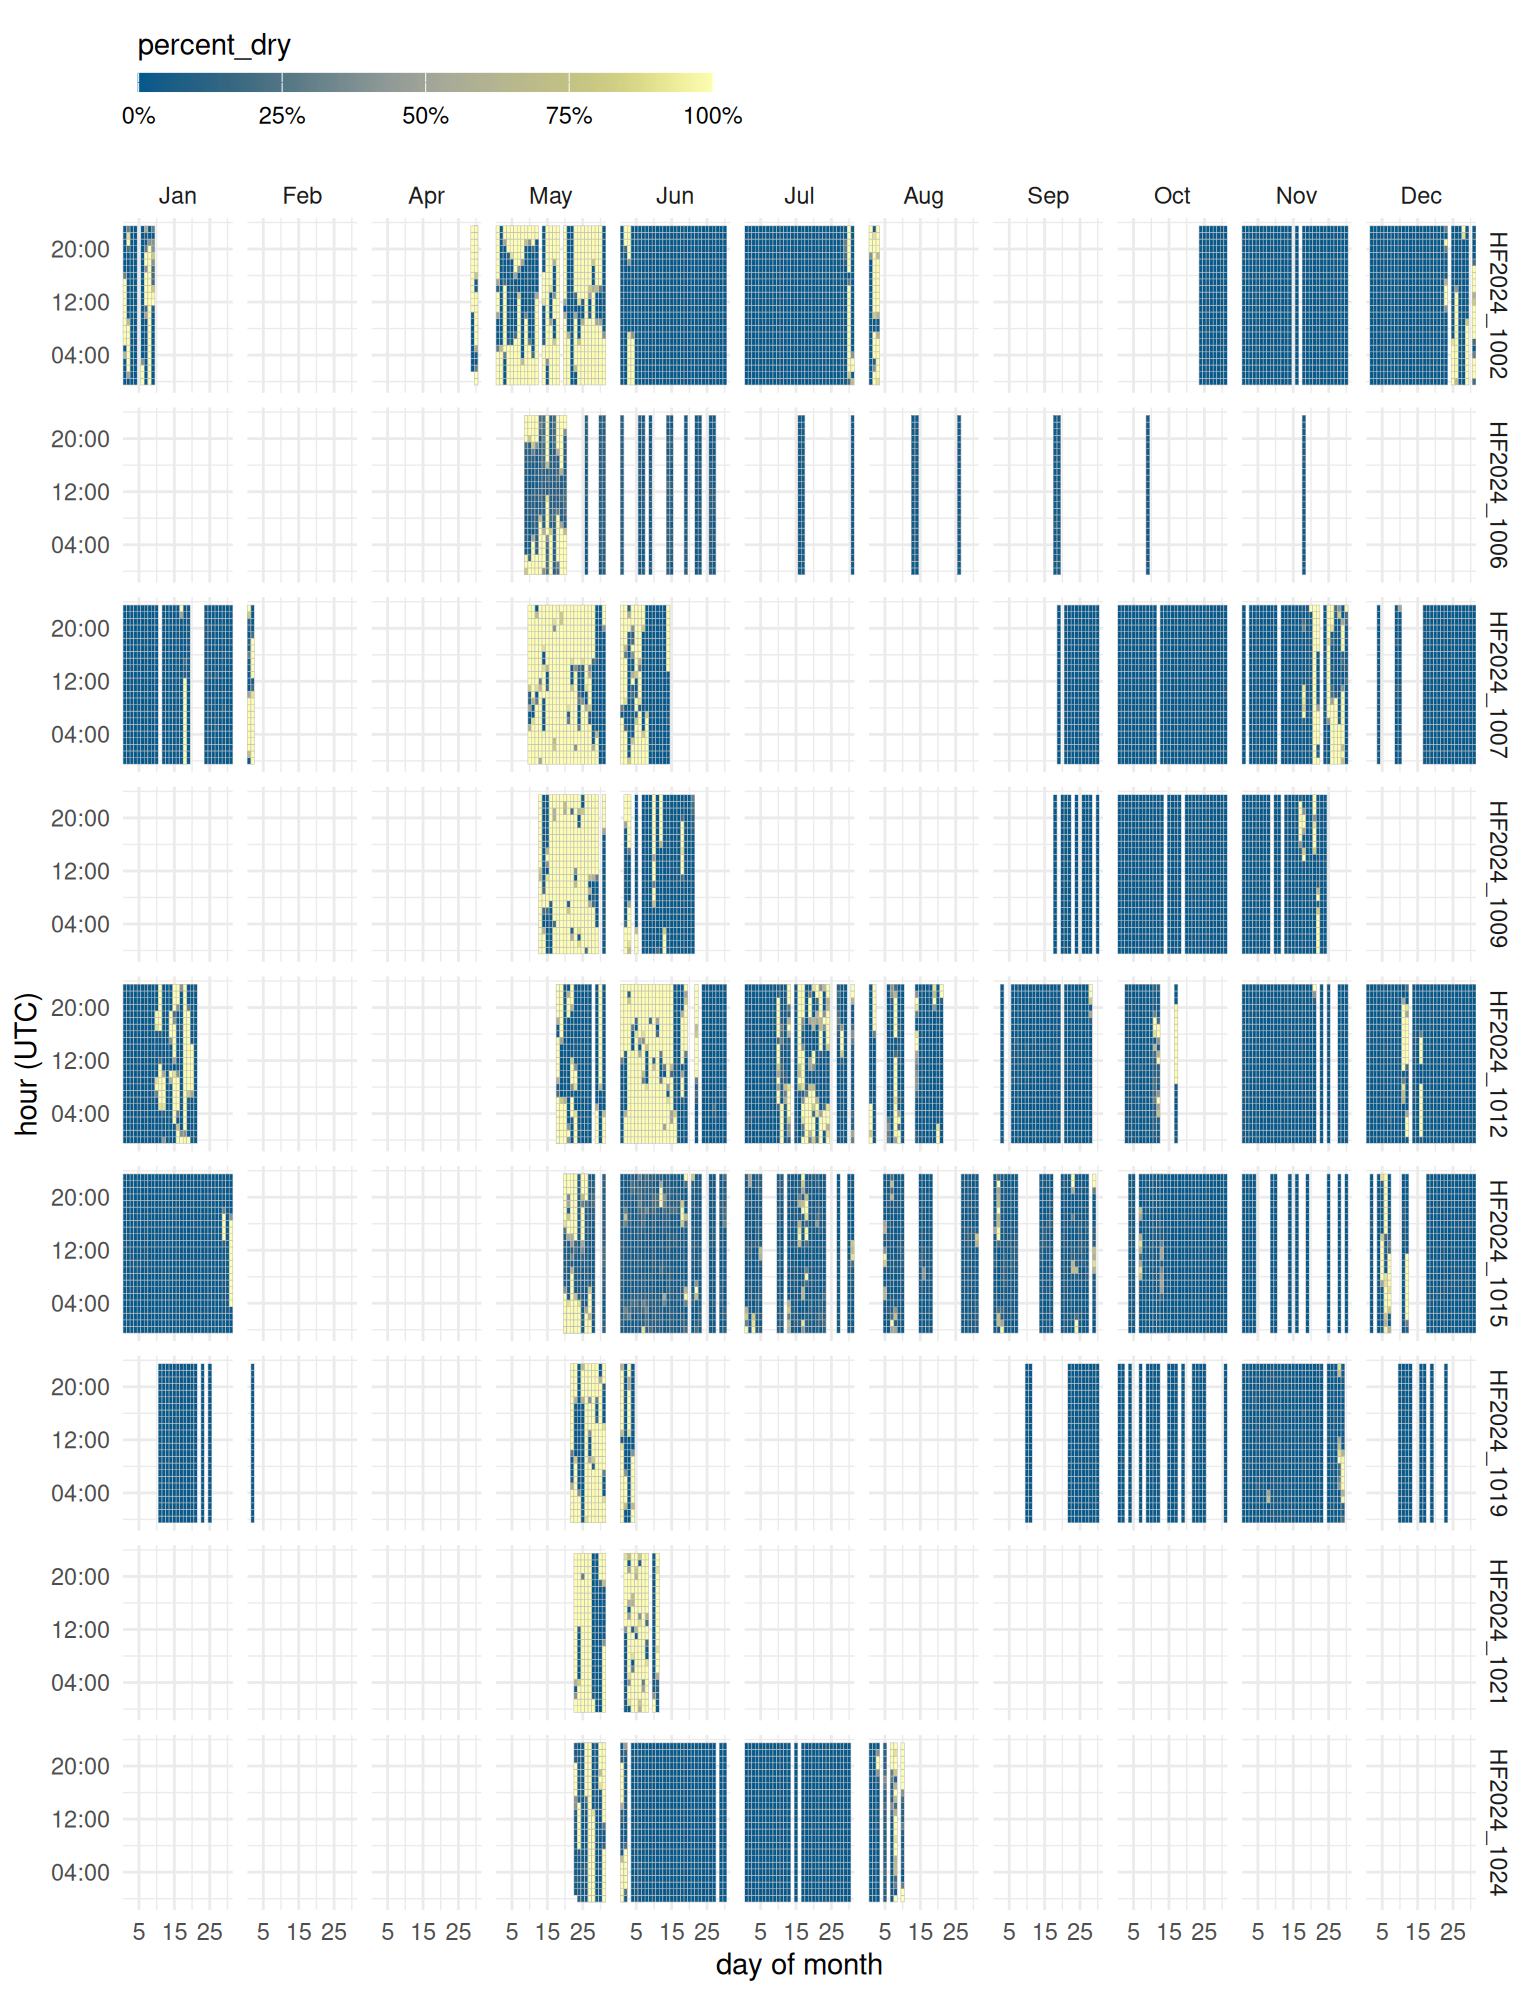 percent_dry
0% 25% 50% 75% 100%
Jan Feb Apr May Jun Jul Aug Sep Oct Nov Dec
20:00
12:00
04:00
HF2024_1002
20:00
12:00
04:00
HF2024_1006
20:00
12:00
04:00
HF2024_1007
20:00
12:00
04:00
HF2024_1009
hour (UTC)
20:00
12:00
04:00
HF2024_1012
20:00
12:00
04:00
HF2024_1015
20:00
12:00
04:00
HF2024_1019
20:00
12:00
04:00
HF2024_1021
20:00
12:00
04:00
HF2024_1024
5 15 25 5 15 25 5 15 25 5 15 25 5 15 25 5 15 25 5 15 25 5 15 25 5 15 25 5 15 25 5 15 25
day of month